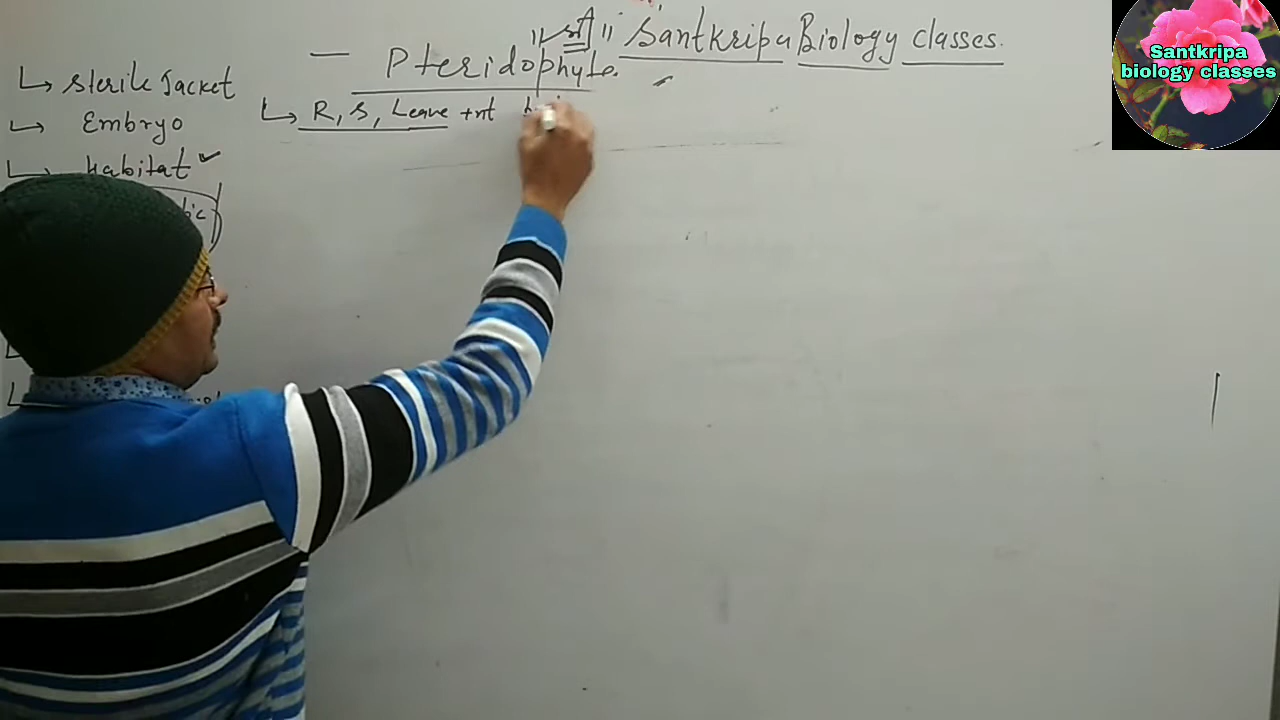 Santkripa Biology classes.
Pteridophyte.
R, S, Leave +nt
Sterile Jacket
Embryo
Habitat
Santkripa
biology classes